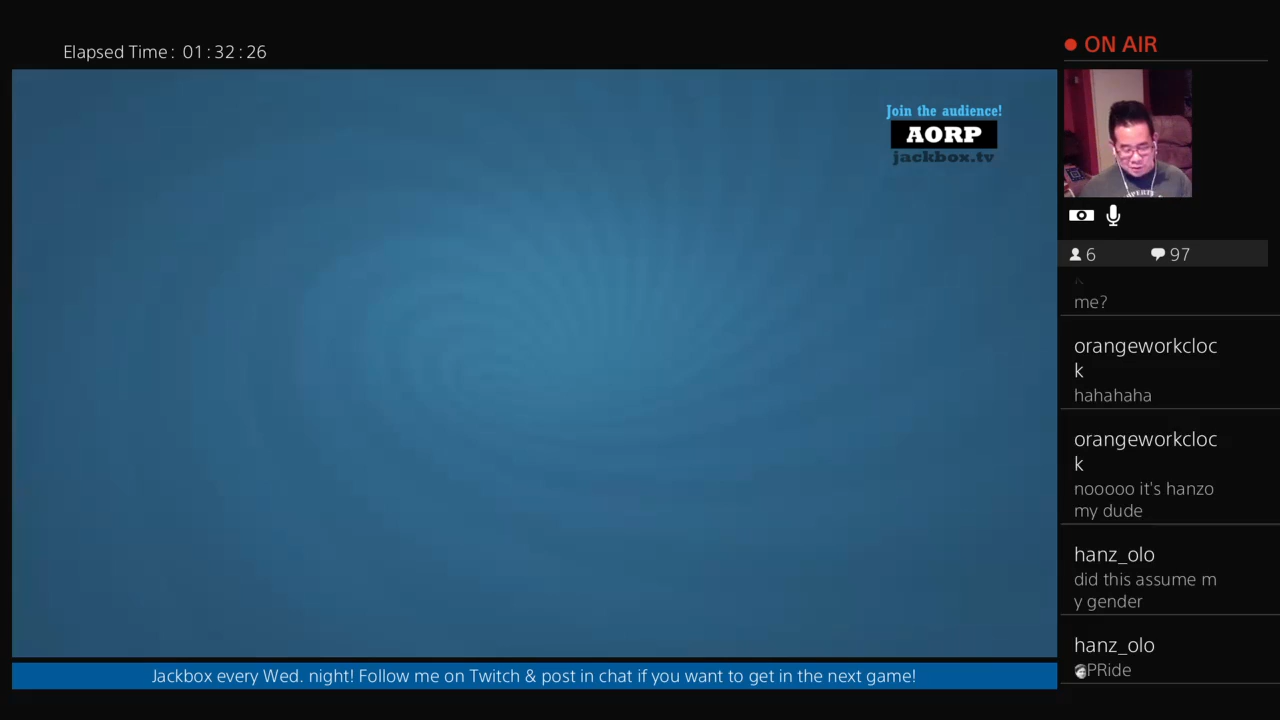 Elapsed Time: 01:32:26
ON AIR
Join the audience!
AORP
jackbox.tv
6 97
me?
orangeworkcloc
k
hahahaha
orangeworkcloc
k
nooooo it's hanzo
my dude
hanz_olo
did this assume m
y gender
hanz_olo
PRide
Jackbox every Wed. night! Follow me on Twitch & post in chat if you want to get in the next game!